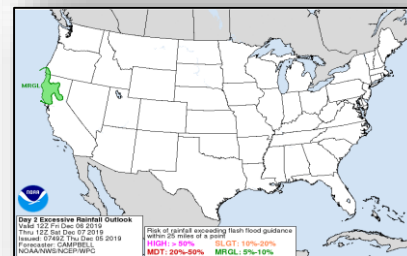 MRGL
noaa
Day 2 Excessive Rainfall Outlook
Valid 12Z Fri Dec 06 2019
Thru 12Z Sat Dec 07 2019
Issued: 0749Z Thu Dec 05 2019
Forecaster: CAMPBELL
NOAA/NWS/NCEP/WPC
Risk of rainfall exceeding flash flood guidance
within 25 miles of a point
HIGH: > 50% SLGT: 10%-20%
MDT: 20%-50% MRGL: 5%-10%